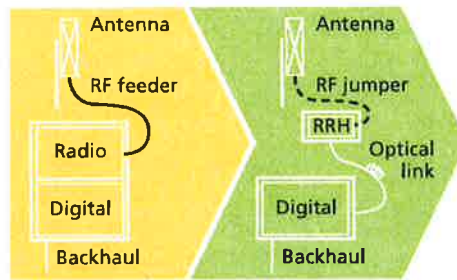 Antenna
RF feeder
Radio
Digital
Backhaul
Antenna
RF jumper
RRH
Optical
link
Digital
Backhaul